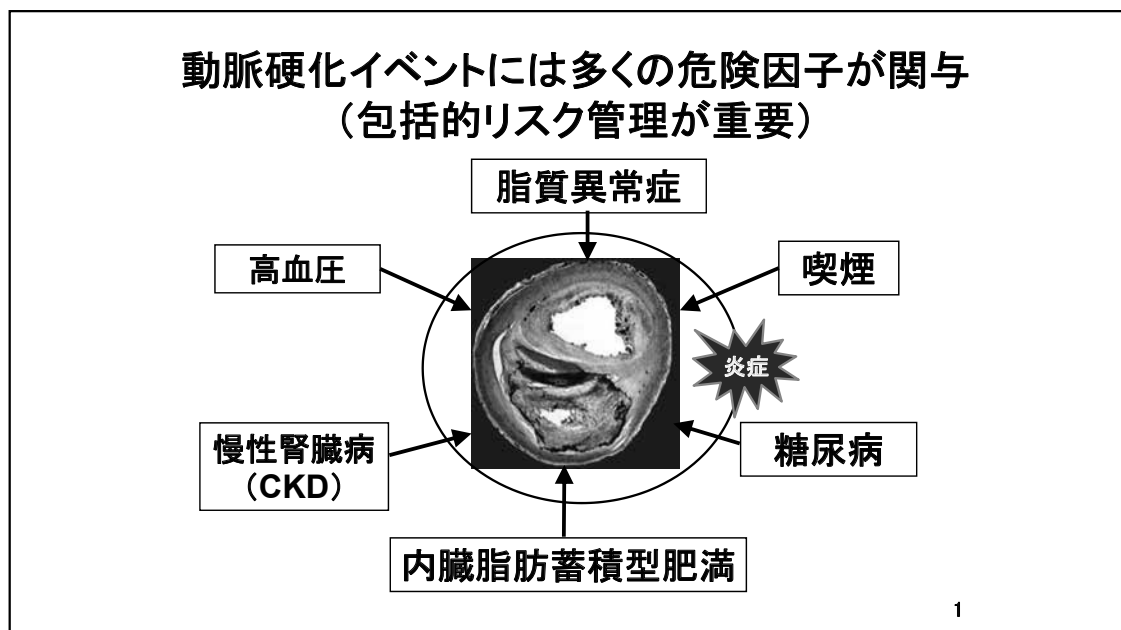 動脈硬化イベントには多くの危険因子が関与
（包括的リスク管理が重要）
脂質異常症
高血圧
喫煙
炎症
慢性腎臓病
（CKD）
糖尿病
内臓脂肪蓄積型肥満
1